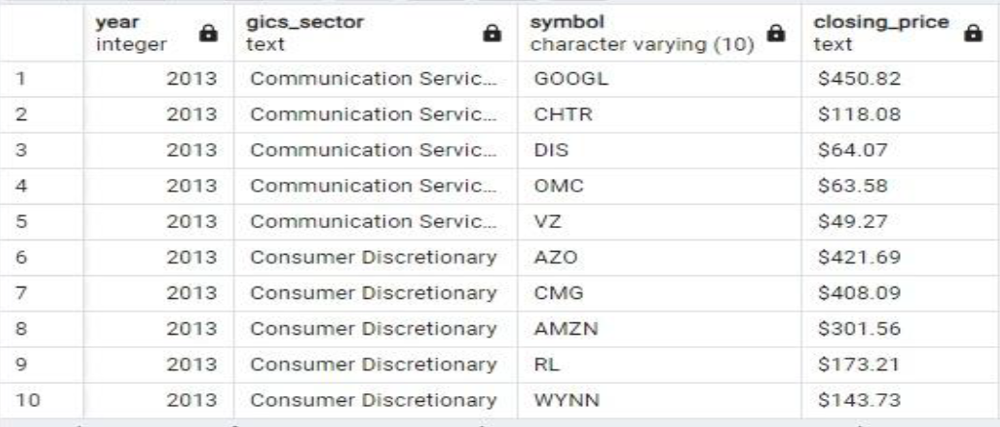 year gics_sector symbol closing_price
integer text character varying (10) text
1 2013 Communication Servic... GOOGL $450.82
2 2013 Communication Servic... CHTR $118.08
3 2013 Communication Servic... DIS $64.07
4 2013 Communication Servic... OMC $63.58
5 2013 Communication Servic... VZ $49.27
6 2013 Consumer Discretionary AZO $421.69
7 2013 Consumer Discretionary CMG $408.09
8 2013 Consumer Discretionary AMZN $301.56
9 2013 Consumer Discretionary RL $173.21
10 2013 Consumer Discretionary WYNN $143.73